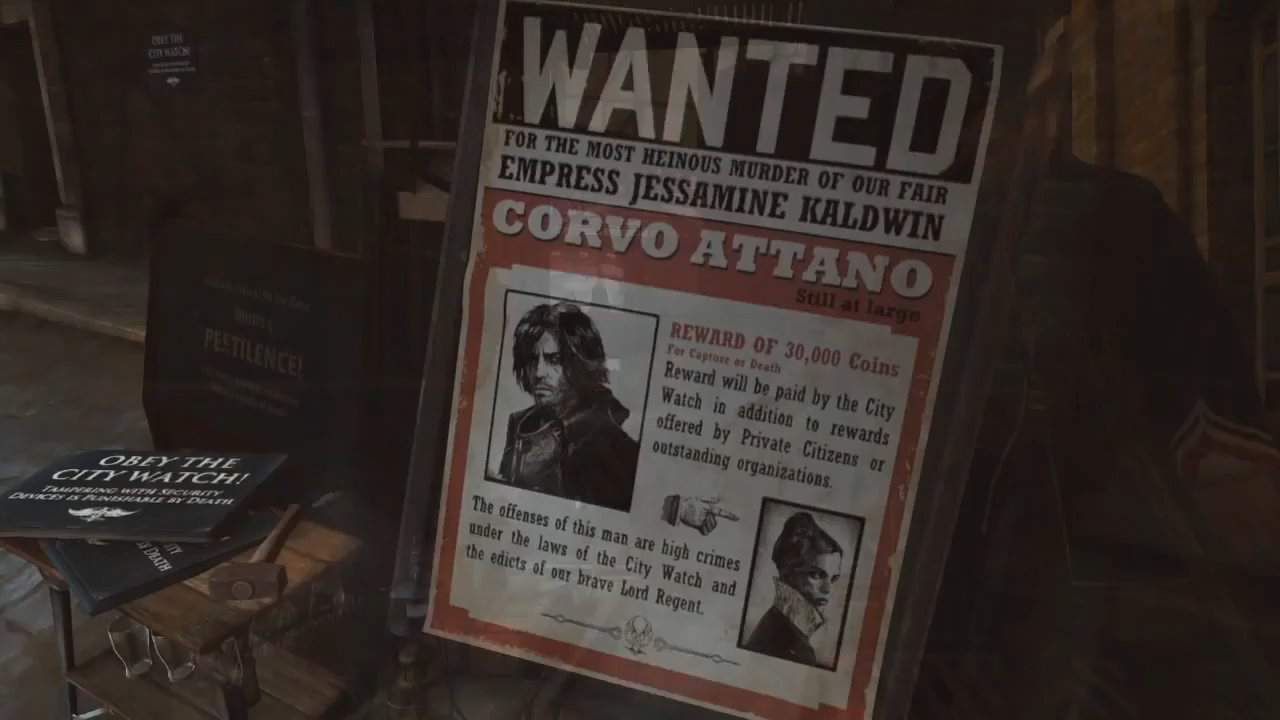 OBEY THE
CITY WATCH!
WANTED
FOR THE MOST HEINOUS MURDER OF OUR FAIR
EMPRESS JESSAMINE KALDWIN
CORVO ATTANO
Still at large
REWARD OF 30,000 Coins
For Capture or Death
Reward will be paid by the City
Watch in addition to rewards
offered by Private Citizens or
outstanding organizations.
The offenses of this man are high crimes
under the laws of the City Watch and
the edicts of our brave Lord Regent.
PESTILENCE!
OBEY THE
CITY WATCH!
TAMPERING WITH SECURITY
DEVICES IS PUNISHABLE BY DEATH
DEATH